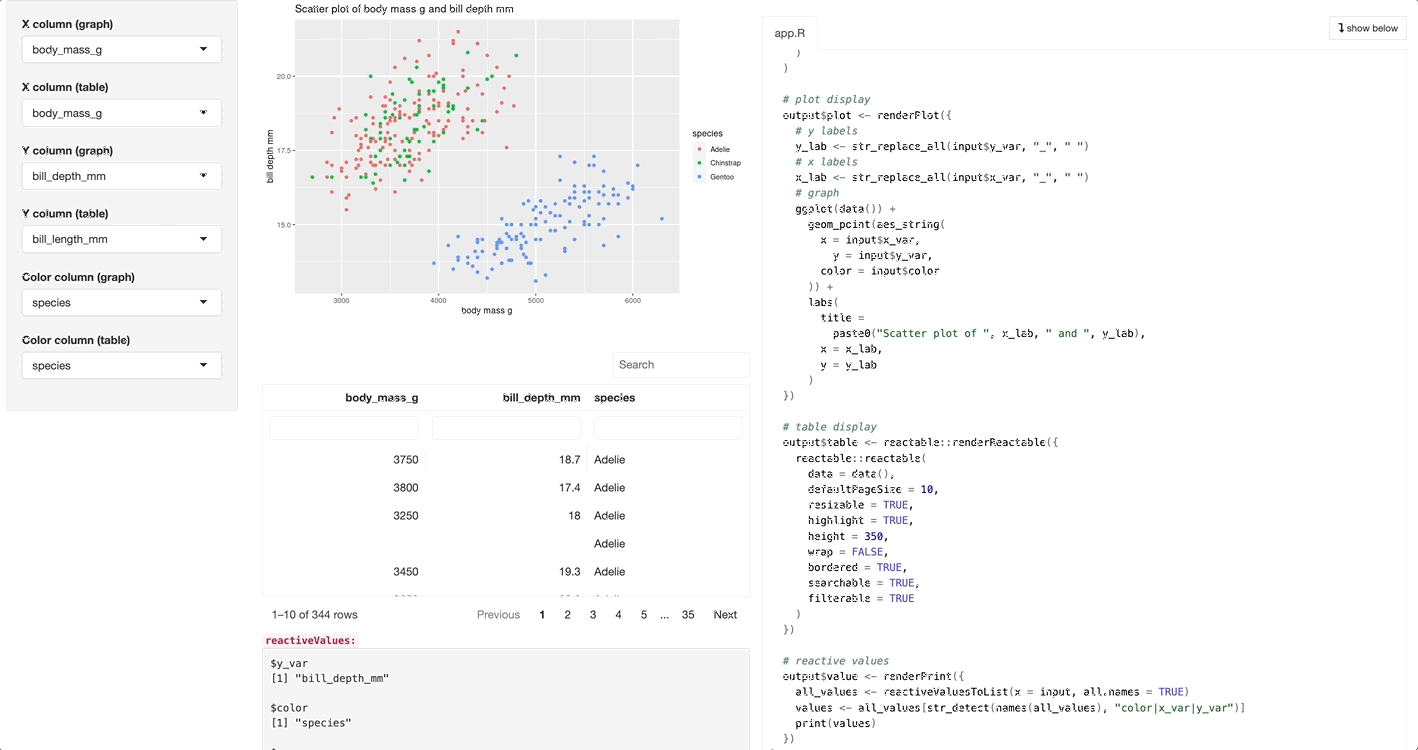 X column (graph)
body_mass_g
X column (table)
body_mass_g
Y column (graph)
bill_depth_mm
Y column (table)
bill_length_mm
Color column (graph)
species
Color column (table)
species
Scatter plot of body mass g and bill depth mm
bill depth mm
20.0
17.5
15.0
3000 4000 5000 6000
body mass g
species
Adelie
Chinstrap
Gentoo
Search
body_mass_g bill_depth_mm species
3750 18.7 Adelie
3800 17.4 Adelie
3250 18 Adelie
Adelie
3450 19.3 Adelie
1–10 of 344 rows Previous 1 2 3 4 5 ... 35 Next
reactiveValues:
$y_var
[1] "bill_depth_mm"
$color
[1] "species"
app.R
show below
)
)
# plot display
output$plot <- renderPlot({
# y labels
y_lab <- str_replace_all(input$y_var, "_", " ")
# x labels
x_lab <- str_replace_all(input$x_var, "_", " ")
# graph
ggplot(data()) +
geom_point(aes_string(
x = input$x_var,
y = input$y_var,
color = input$color
)) +
labs(
title =
paste0("Scatter plot of ", x_lab, " and ", y_lab),
x = x_lab,
y = y_lab
)
})
# table display
output$table <- reactable::renderReactable({
reactable::reactable(
data = data(),
defaultPageSize = 10,
resizable = TRUE,
highlight = TRUE,
height = 350,
wrap = FALSE,
bordered = TRUE,
searchable = TRUE,
filterable = TRUE
)
})
# reactive values
output$value <- renderPrint({
all_values <- reactiveValuesToList(x = input, all.names = TRUE)
values <- all_values[str_detect(names(all_values), "color|x_var|y_var")]
print(values)
})